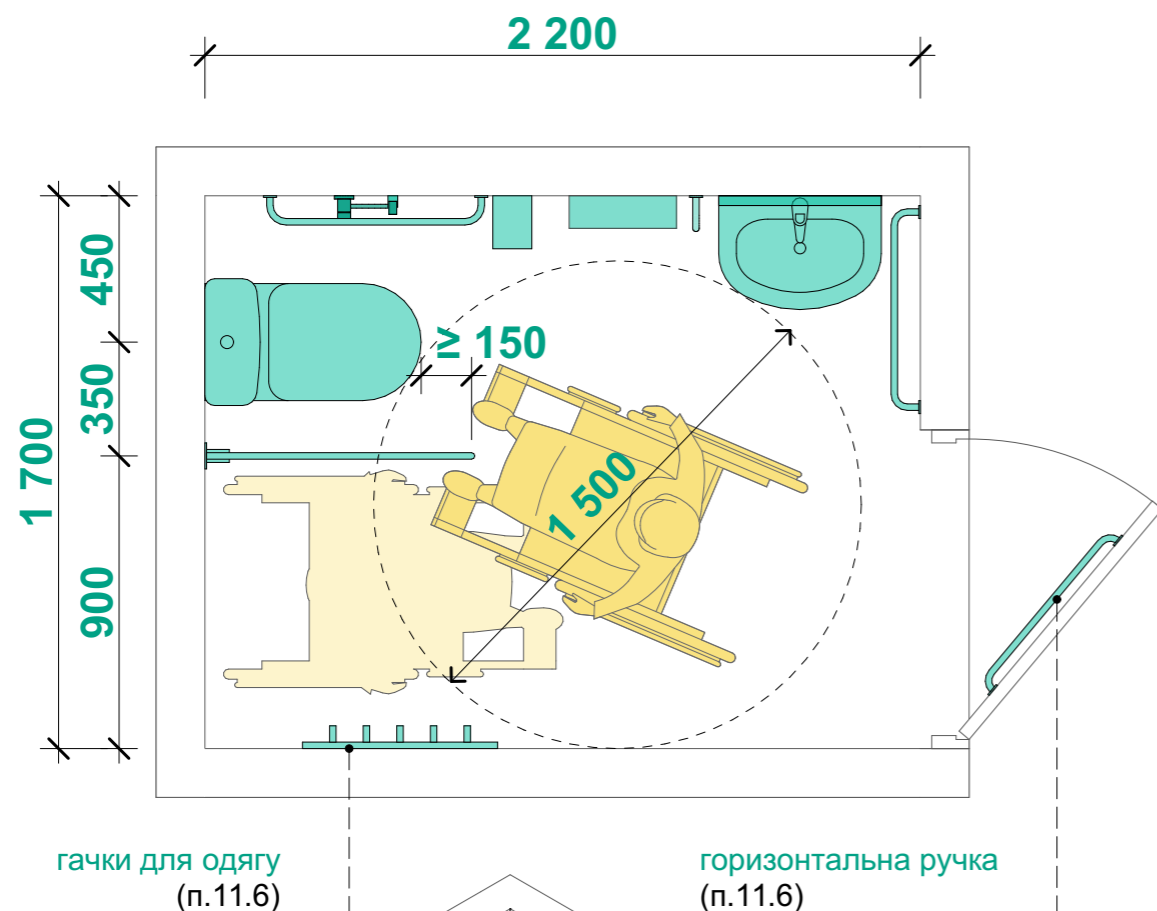 2 200
450
≥ 150
350
1 700
1 500
900
гачки для одягу
(п.11.6)
горизонтальна ручка
(п.11.6)